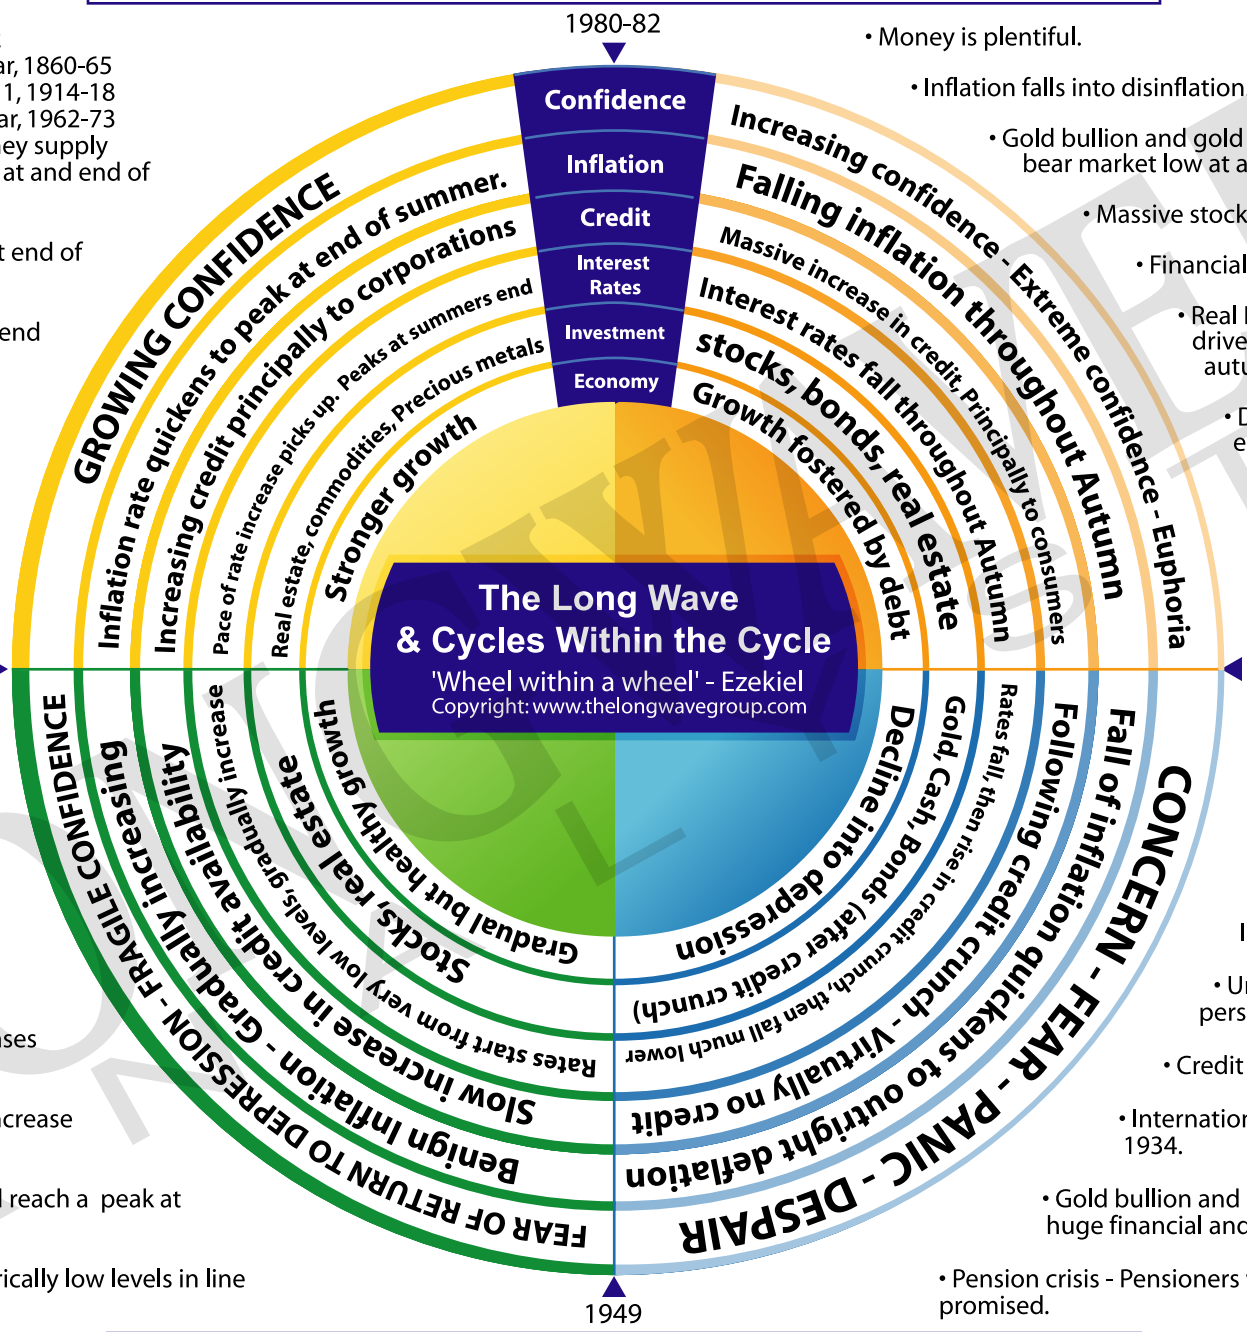 1980-82
ar, 1860-65
1, 1914-18
ar, 1962-73
ney supply
at and end of
t end of
end
• Money is plentiful.
• Inflation falls into disinflation
• Gold bullion and gold
bear market low at a
• Massive stock
• Financial
• Real
drive
autu
• D
e
Confidence
Inflation
Credit
Interest
Rates
Investment
Economy
GROWING CONFIDENCE
Inflation rate quickens to peak at end of summer.
Increasing credit principally to corporations
Pace of rate increase picks up. Peaks at summers end
Real estate, commodities, Precious metals
Stronger growth
Increasing confidence - Extreme confidence - Euphoria
Falling inflation throughout Autumn
Massive increase in credit, Principally to consumers
Interest rates fall throughout Autumn
stocks, bonds, real estate
Growth fostered by debt
The Long Wave
& Cycles Within the Cycle
'Wheel within a wheel' - Ezekiel
Copyright: www.thelongwavegroup.com
FEAR OF RETURN TO DEPRESSION - FRAGILE CONFIDENCE
Benign Inflation - Gradually increasing
Slow increase in credit availability
Rates start from very low levels, gradually increase
Stocks, real estate
Gradual but healthy growth
CONCERN - FEAR - PANIC - DESPAIR
Fall of inflation quickens to outright deflation
Following credit crunch - Virtually no credit
Rates fall, then rise in credit crunch, then fall much lower
Gold, Cash, Bonds (after credit crunch)
Decline into depression
ses
crease
reach a peak at
rically low levels in line
• Un
pers
• Credit
• Internation
1934.
• Gold bullion and
huge financial and
• Pension crisis - Pensioners
promised.
1949